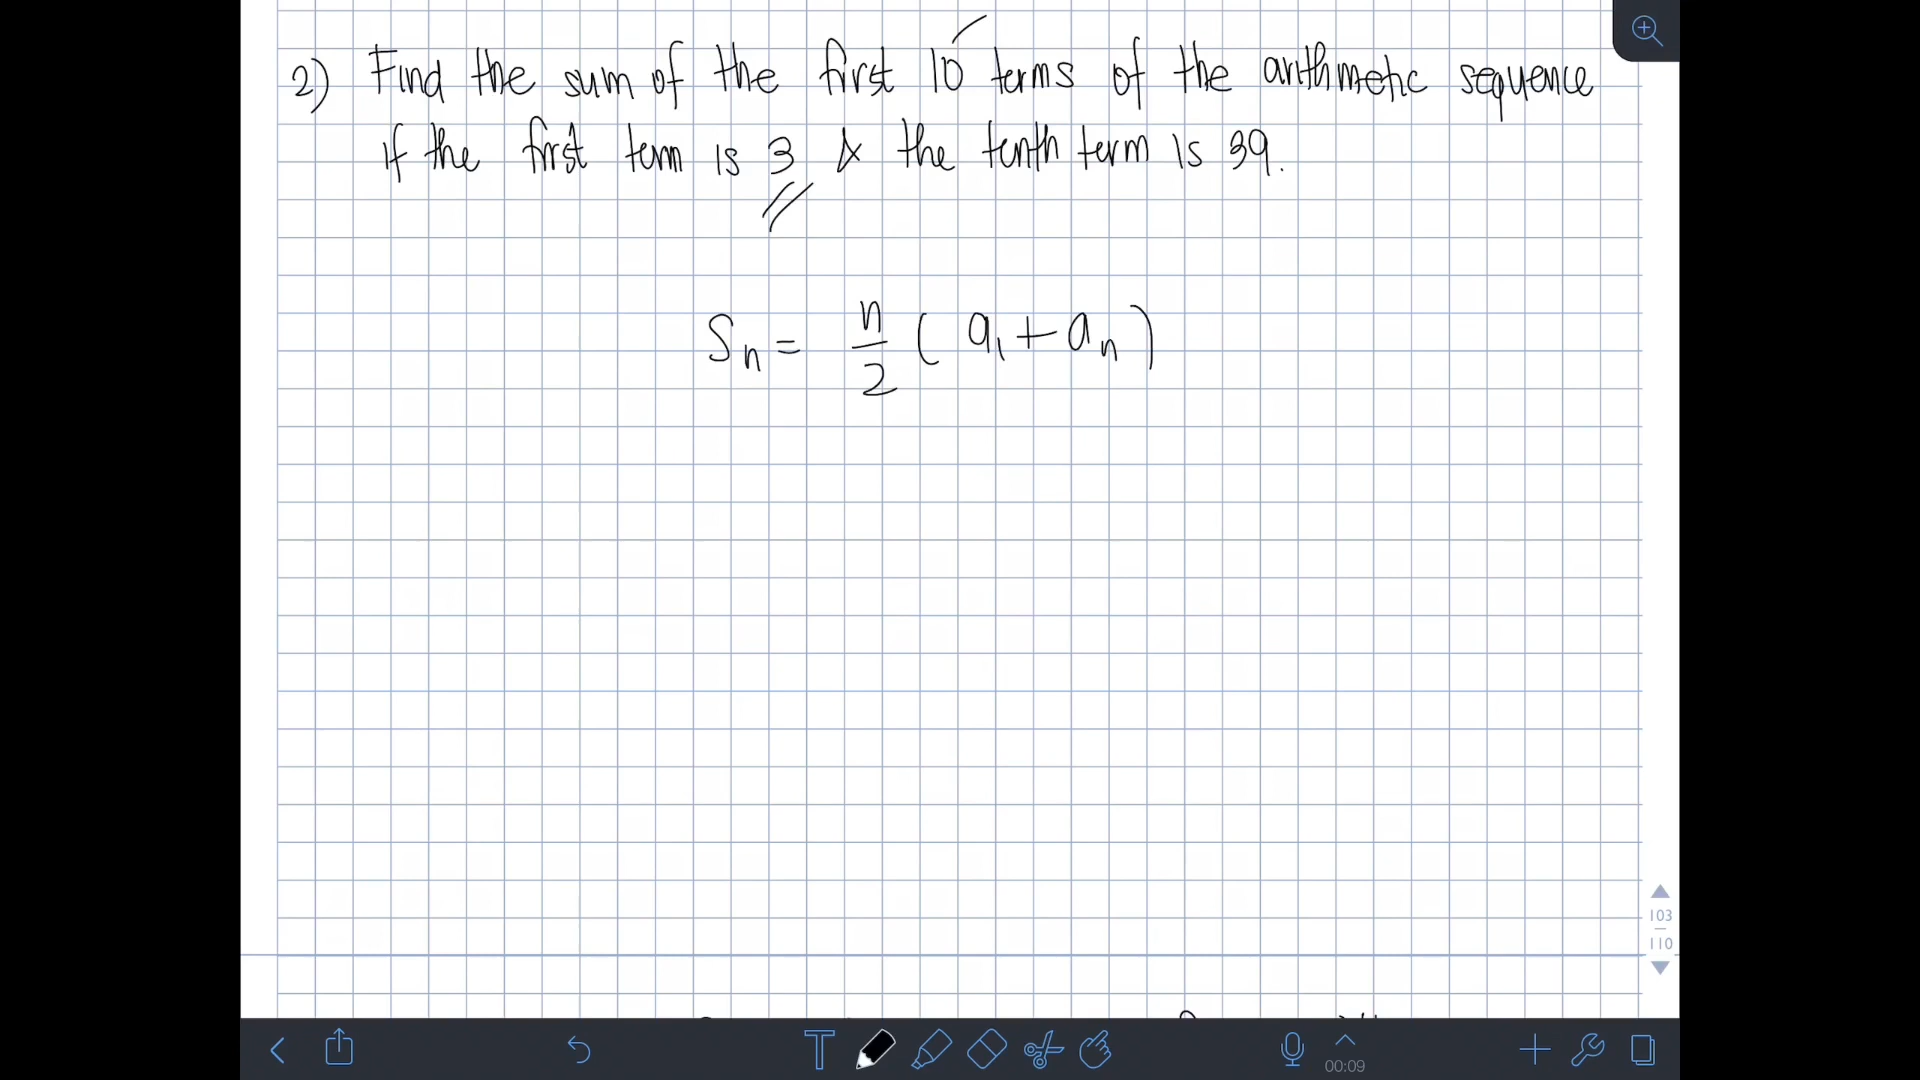 2) Find the sum of the first 10 terms of the arithmetic sequence
if the first term is 3 & the tenth term is 39.
Sn = n/2 ( a1 + an )
103
110
T
00:09